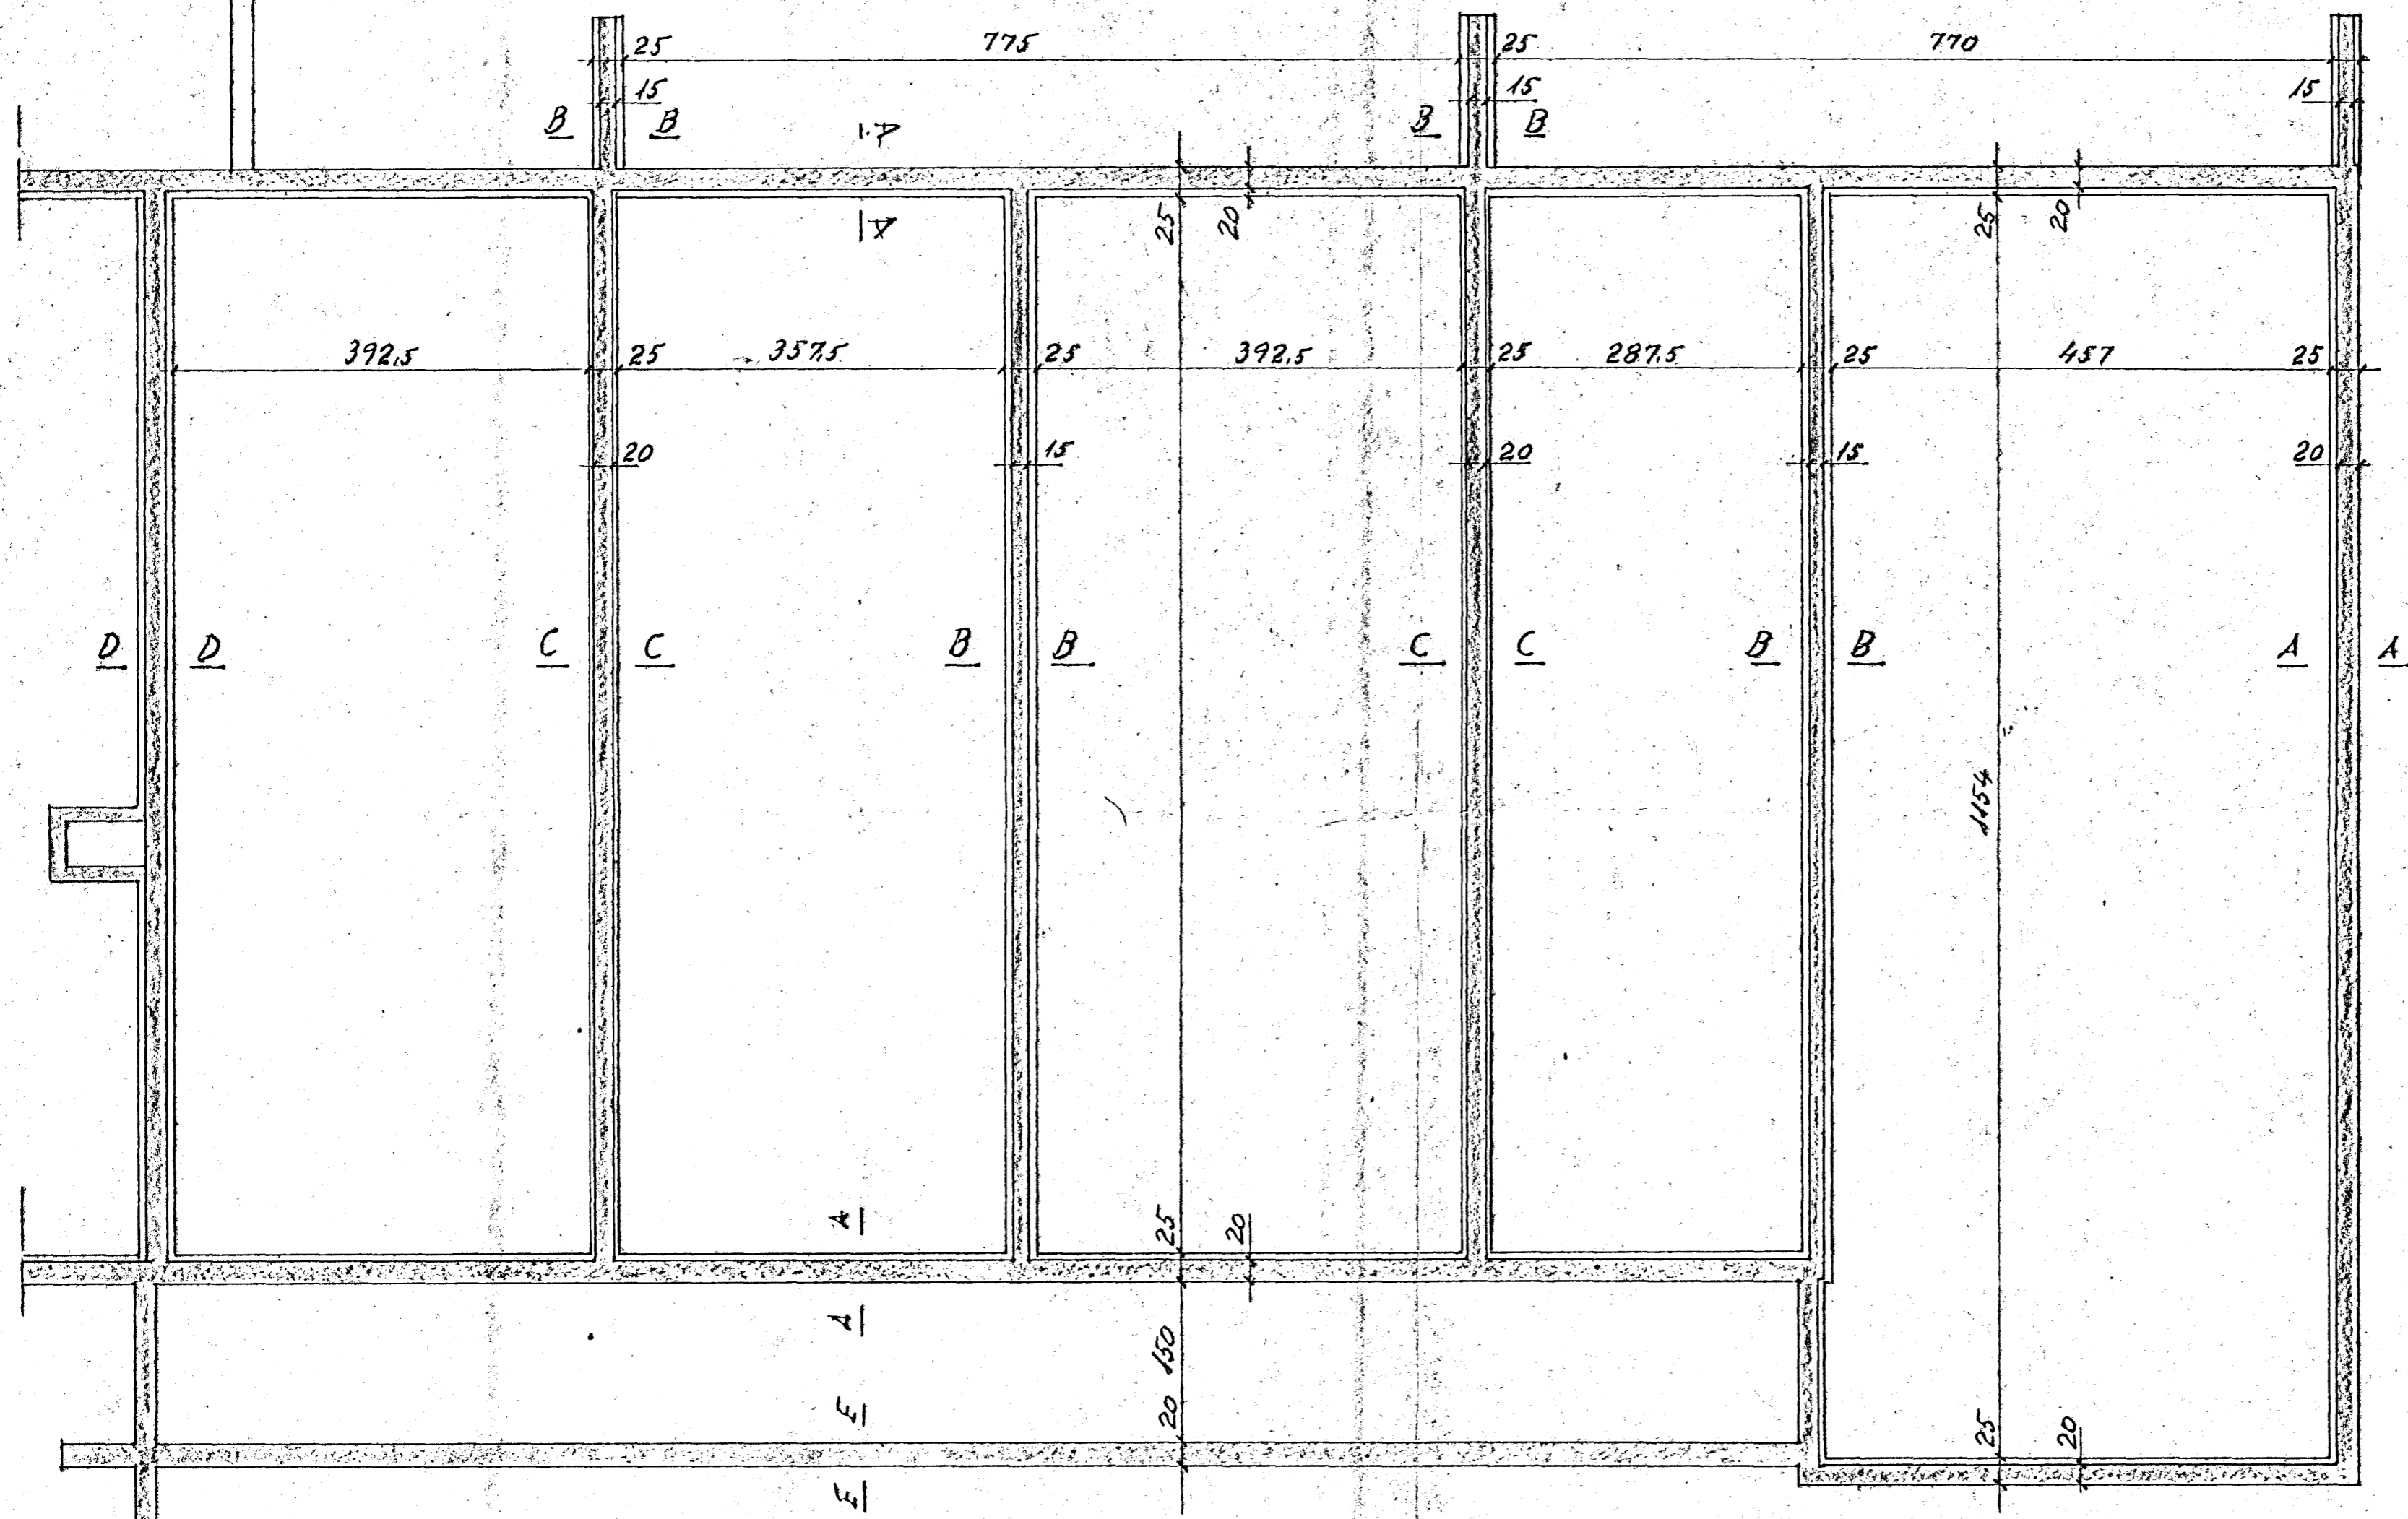 25 775 25 770
15 15 15
B B A B B
A
25 20 25 20
392,5 25 357,5 25 392,5 25 287,5 25 457 25
20 15 20 15 20
D D C C B B C C B B A A
1154
A 25 20
A 150
E 20 25 20
E